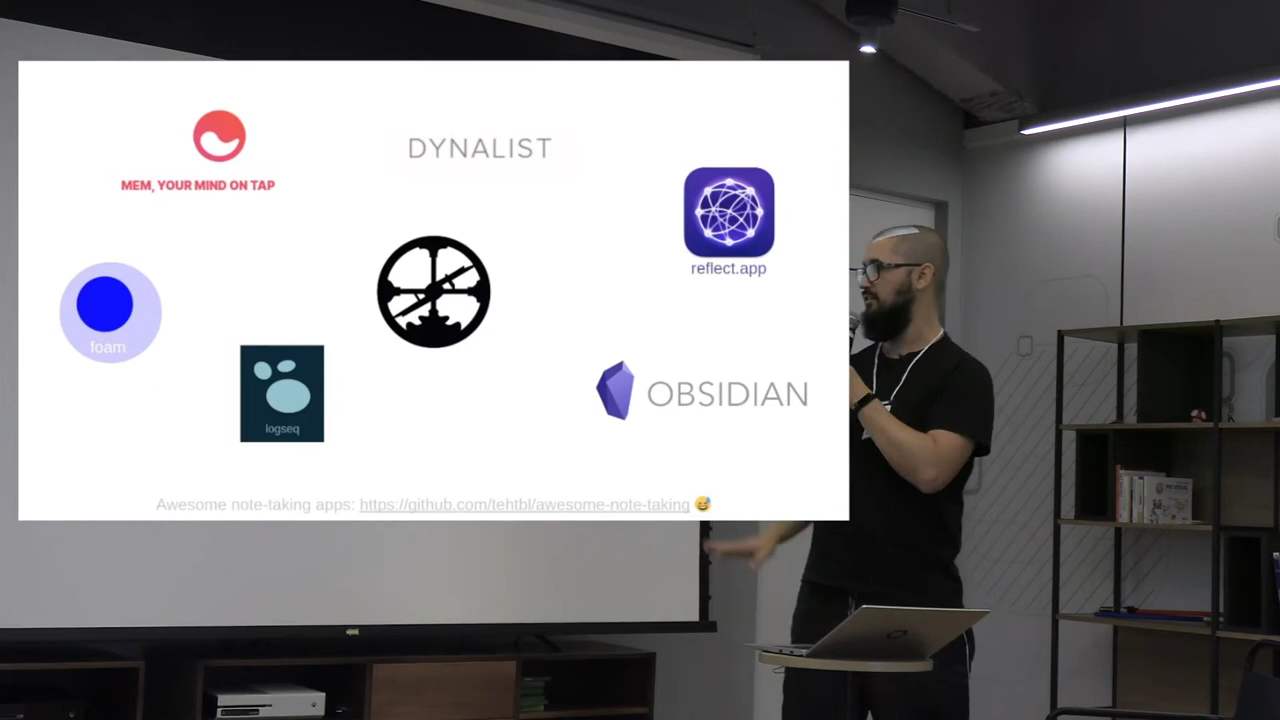 MEM, YOUR MIND ON TAP
DYNALIST
reflect.app
foam
logseq
OBSIDIAN
Awesome note-taking apps: https://github.com/tehtbl/awesome-note-taking 😅